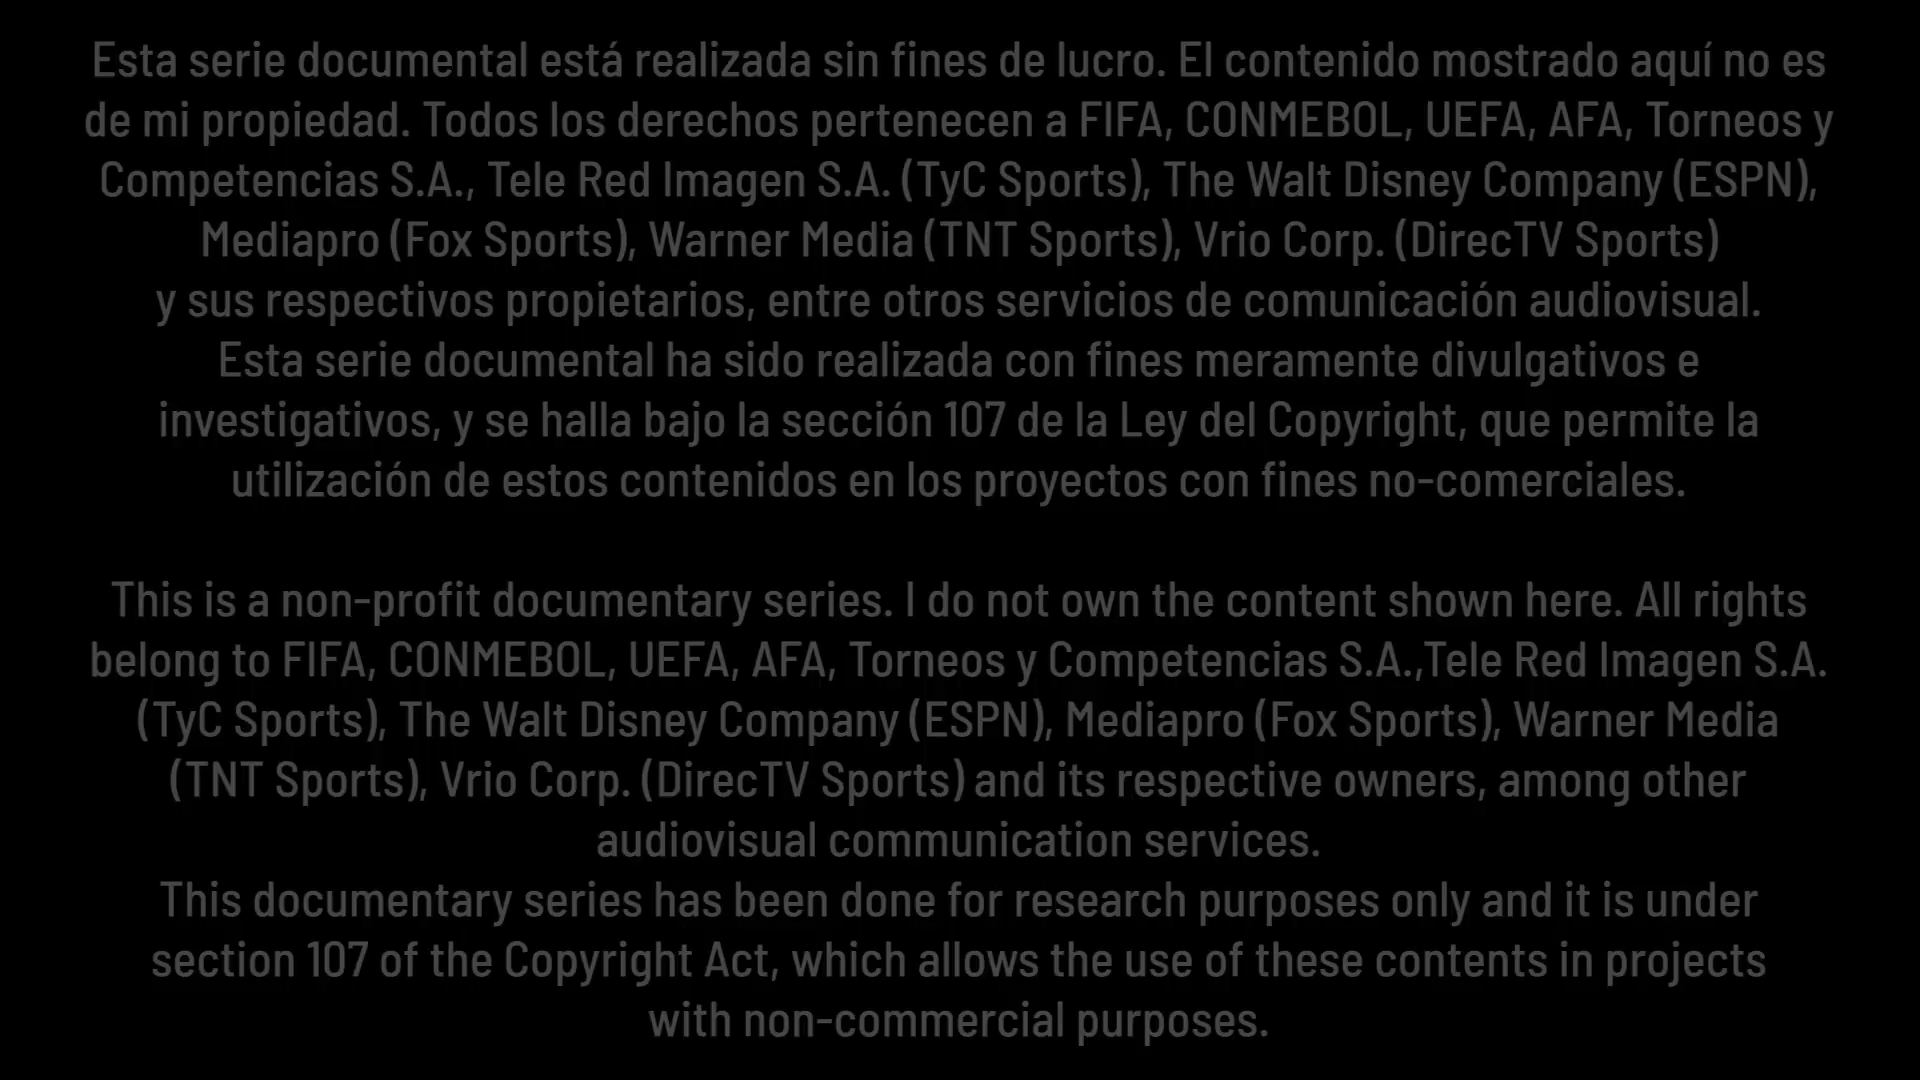 Esta serie documental está realizada sin fines de lucro. El contenido mostrado aquí no es
de mi propiedad. Todos los derechos pertenecen a FIFA, CONMEBOL, UEFA, AFA, Torneos y
Competencias S.A., Tele Red Imagen S.A. (TyC Sports), The Walt Disney Company (ESPN),
Mediapro (Fox Sports), Warner Media (TNT Sports), Vrio Corp. (DirecTV Sports)
y sus respectivos propietarios, entre otros servicios de comunicación audiovisual.
Esta serie documental ha sido realizada con fines meramente divulgativos e
investigativos, y se halla bajo la sección 107 de la Ley del Copyright, que permite la
utilización de estos contenidos en los proyectos con fines no-comerciales.
This is a non-profit documentary series. I do not own the content shown here. All rights
belong to FIFA, CONMEBOL, UEFA, AFA, Torneos y Competencias S.A.,Tele Red Imagen S.A.
(TyC Sports), The Walt Disney Company (ESPN), Mediapro (Fox Sports), Warner Media
(TNT Sports), Vrio Corp. (DirecTV Sports) and its respective owners, among other
audiovisual communication services.
This documentary series has been done for research purposes only and it is under
section 107 of the Copyright Act, which allows the use of these contents in projects
with non-commercial purposes.